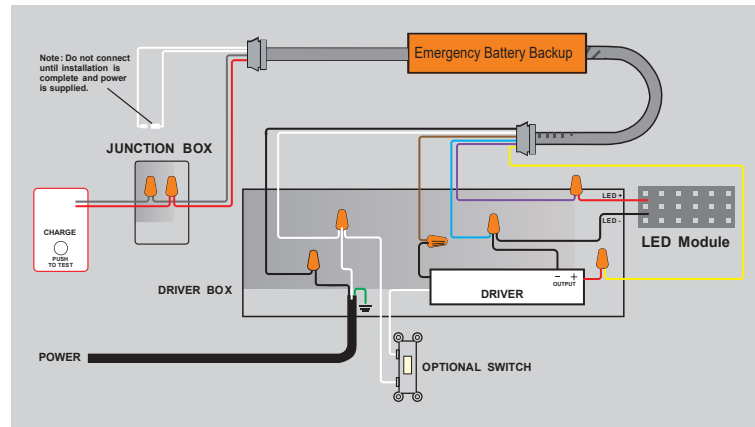 Note: Do not connect
until installation is
complete and power
is supplied.
Emergency Battery Backup
JUNCTION BOX
CHARGE
PUSH
TO TEST
LED +
LED -
LED Module
- +
OUTPUT
DRIVER
DRIVER BOX
POWER
OPTIONAL SWITCH